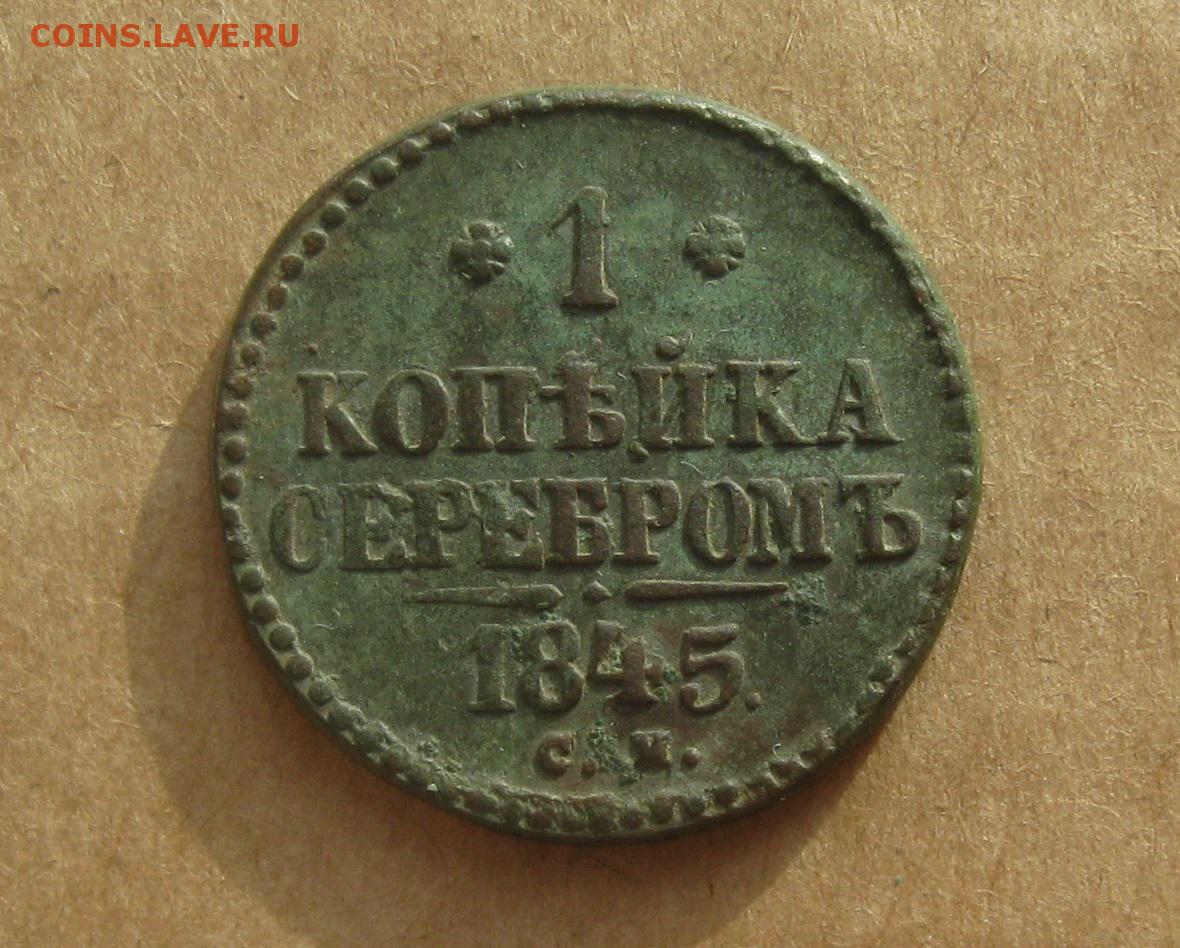 COINS.LAVE.RU
1
КОПѢЙКА
СЕРЕБРОМЪ
1845.
С. М.